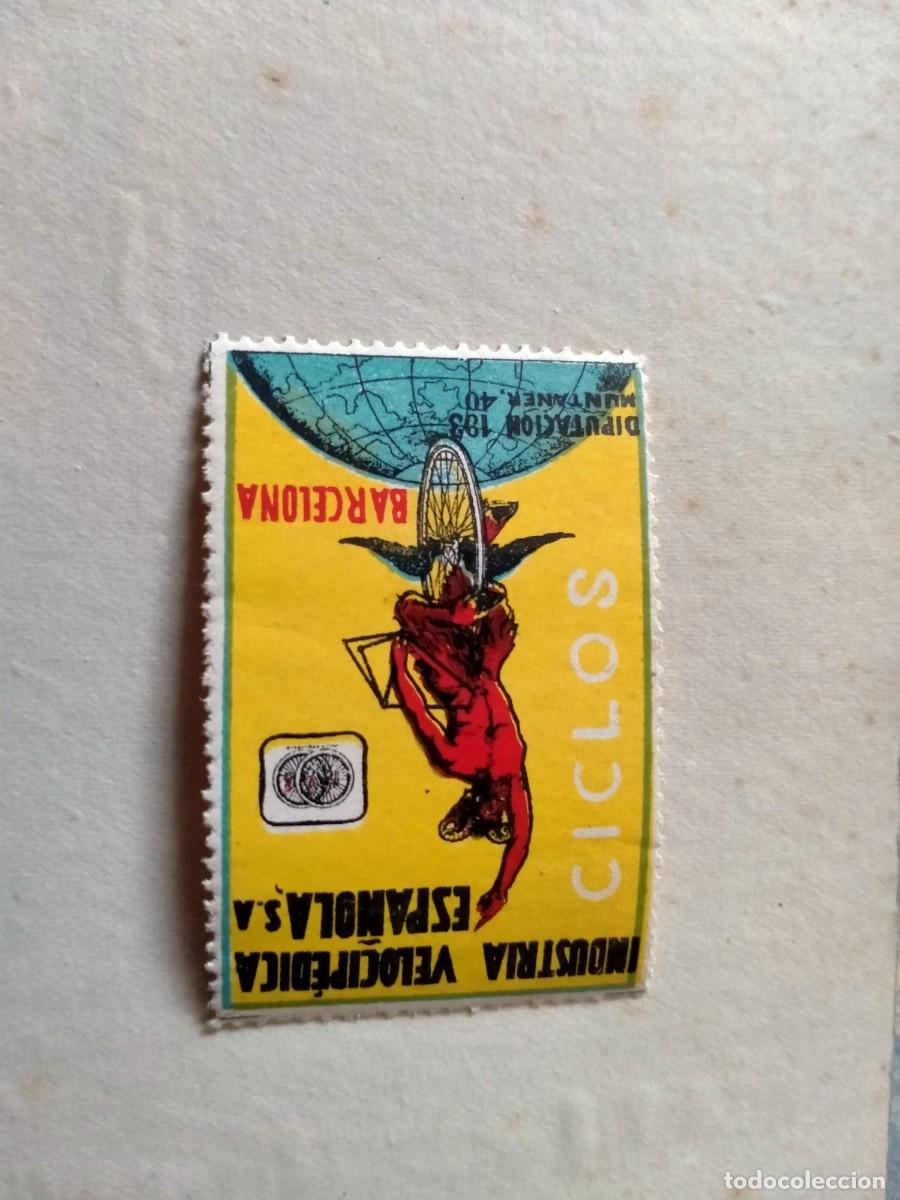 INDUSTRIA VELOCIPÉDICA
ESPAÑOLA S.A
CICLOS
BARCELONA
DIPUTACION 193
MUNTANER, 40
todocoleccion